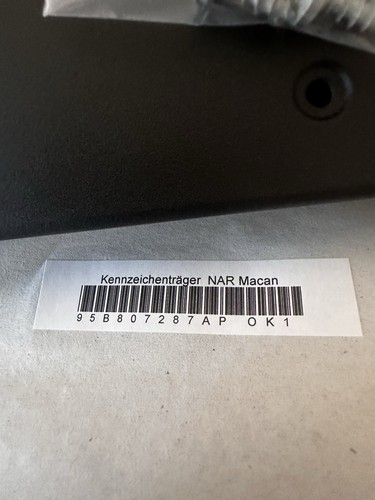 Kennzeichenträger NAR Macan
95B807287AP OK1